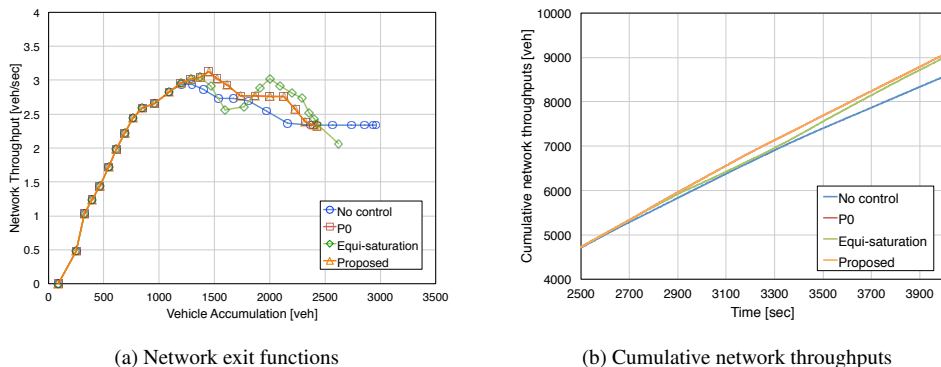 4
3.5
3
2.5
2
1.5
1
0.5
0
Network Throughput [veh/sec]
No control
P0
Equi-saturation
Proposed
0 500 1000 1500 2000 2500 3000 3500
Vehicle Accumulation [veh]
(a) Network exit functions
10000
9000
8000
7000
6000
5000
4000
Cumulative network throughputs [veh]
No control
P0
Equi-saturation
Proposed
2500 2700 2900 3100 3300 3500 3700 3900
Time [sec]
(b) Cumulative network throughputs